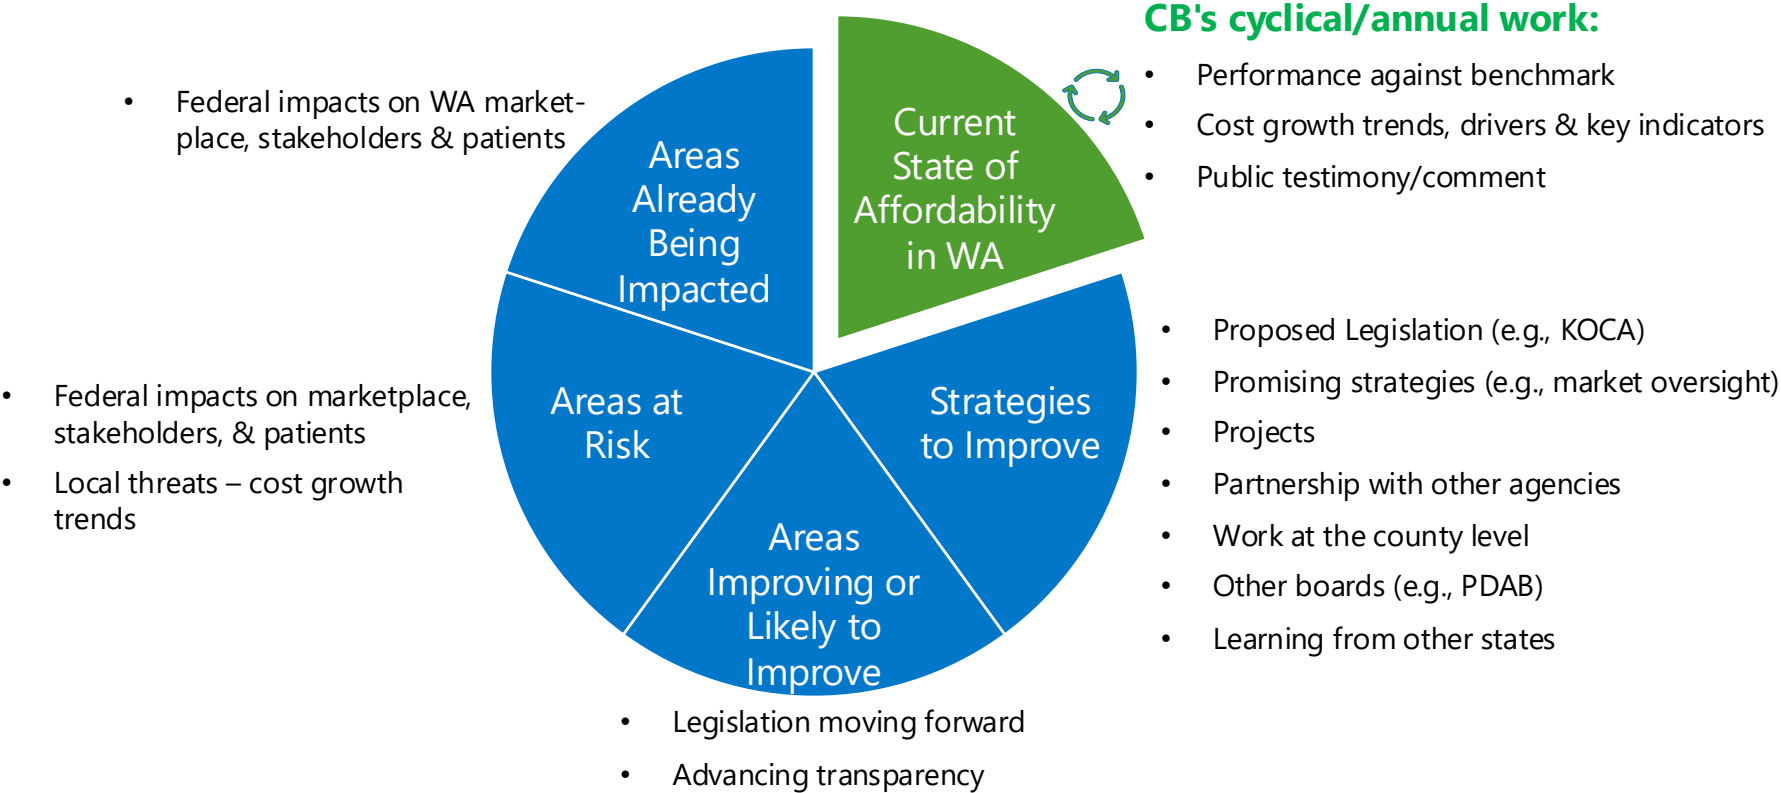 CB's cyclical/annual work:
• Performance against benchmark
• Cost growth trends, drivers & key indicators
• Public testimony/comment
Current
State of
Affordability
in WA
• Federal impacts on WA market-
place, stakeholders & patients
Areas
Already
Being
Impacted
• Proposed Legislation (e.g., KOCA)
• Promising strategies (e.g., market oversight)
• Projects
• Partnership with other agencies
• Work at the county level
• Other boards (e.g., PDAB)
• Learning from other states
Strategies
to Improve
• Federal impacts on marketplace,
stakeholders, & patients
• Local threats – cost growth
trends
Areas at
Risk
Areas
Improving or
Likely to
Improve
• Legislation moving forward
• Advancing transparency